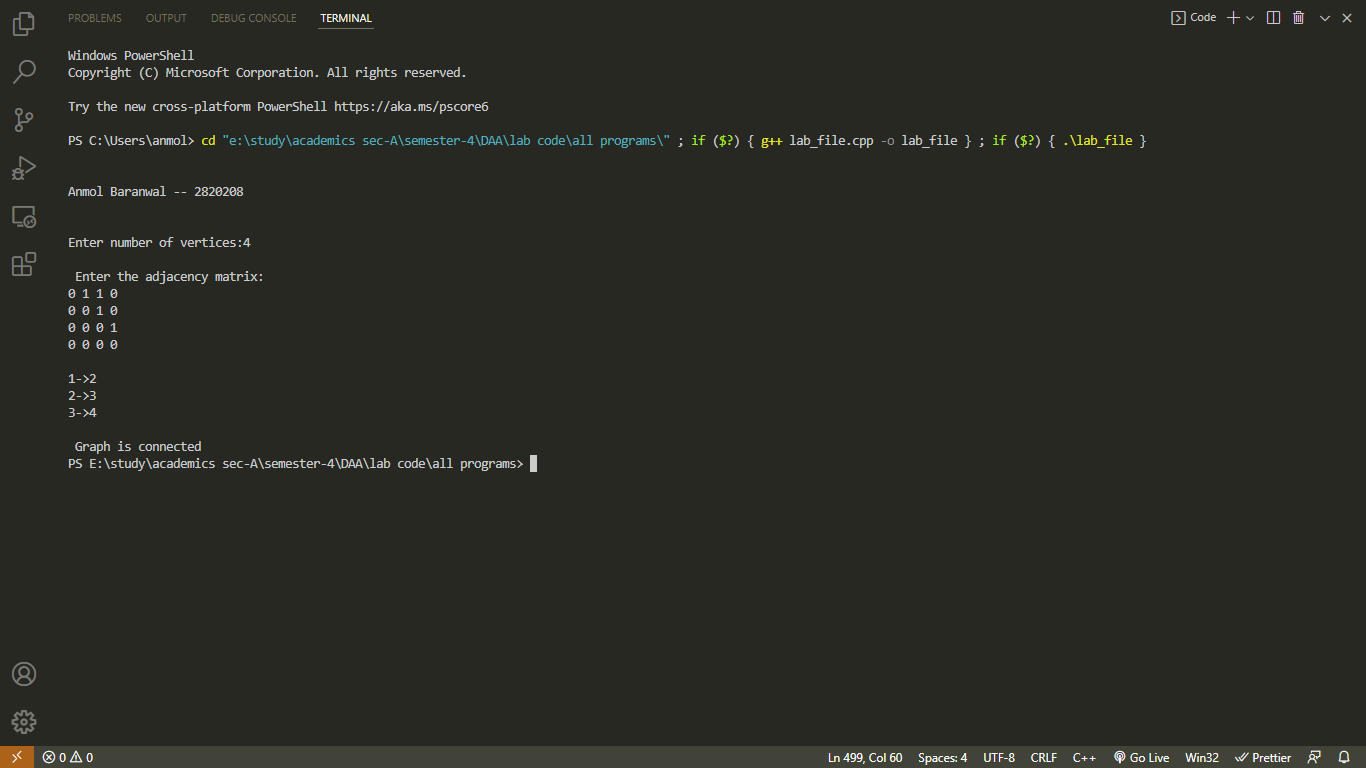 PROBLEMS OUTPUT DEBUG CONSOLE TERMINAL Code
Windows PowerShell
Copyright (C) Microsoft Corporation. All rights reserved.
Try the new cross-platform PowerShell https://aka.ms/pscore6
PS C:\Users\anmol> cd "e:\study\academics sec-A\semester-4\DAA\lab code\all programs\" ; if ($?) { g++ lab_file.cpp -o lab_file } ; if ($?) { .\lab_file }
Anmol Baranwal -- 2820208
Enter number of vertices:4
Enter the adjacency matrix:
0 1 1 0
0 0 1 0
0 0 0 1
0 0 0 0
1->2
2->3
3->4
Graph is connected
PS E:\study\academics sec-A\semester-4\DAA\lab code\all programs>
0 0 Ln 499, Col 60 Spaces: 4 UTF-8 CRLF C++ Go Live Win32 Prettier